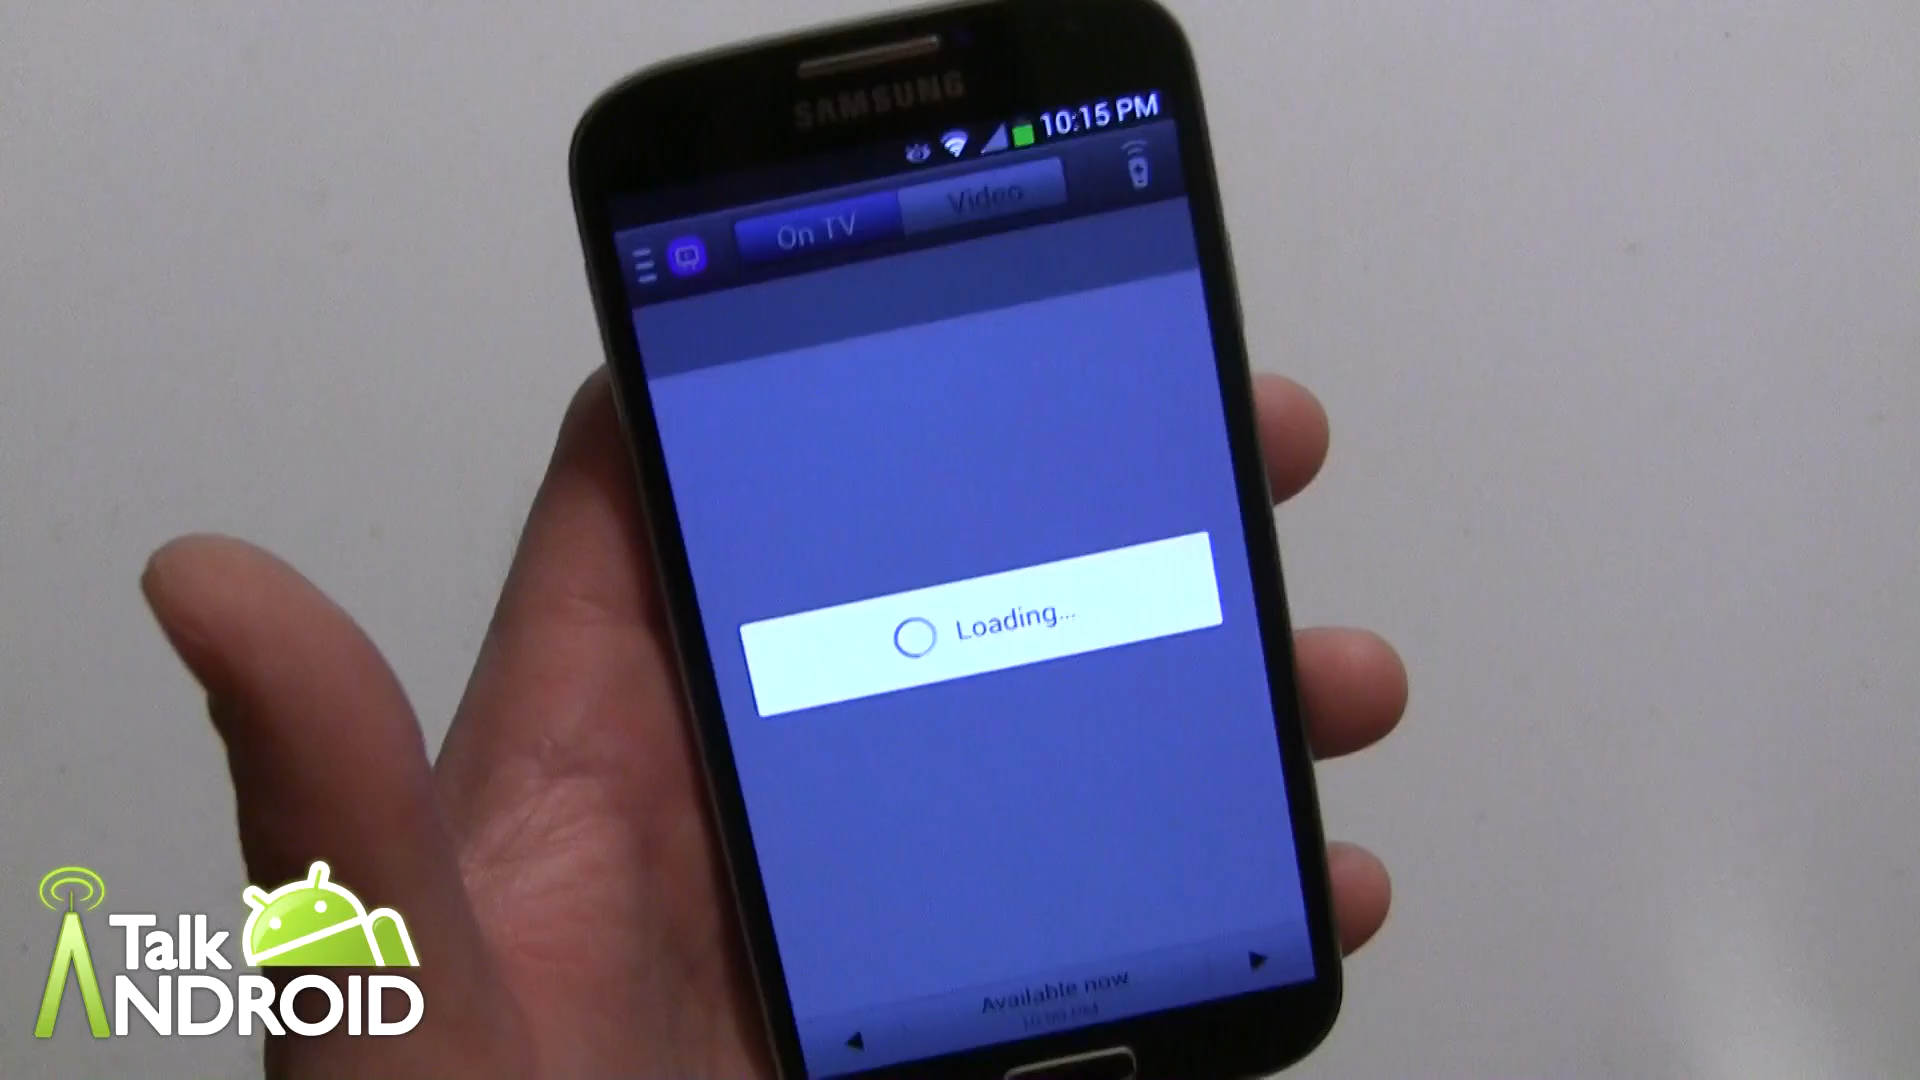 SAMSUNG
10:15 PM
On TV
Video
Loading...
Available now
Talk
ANDROID